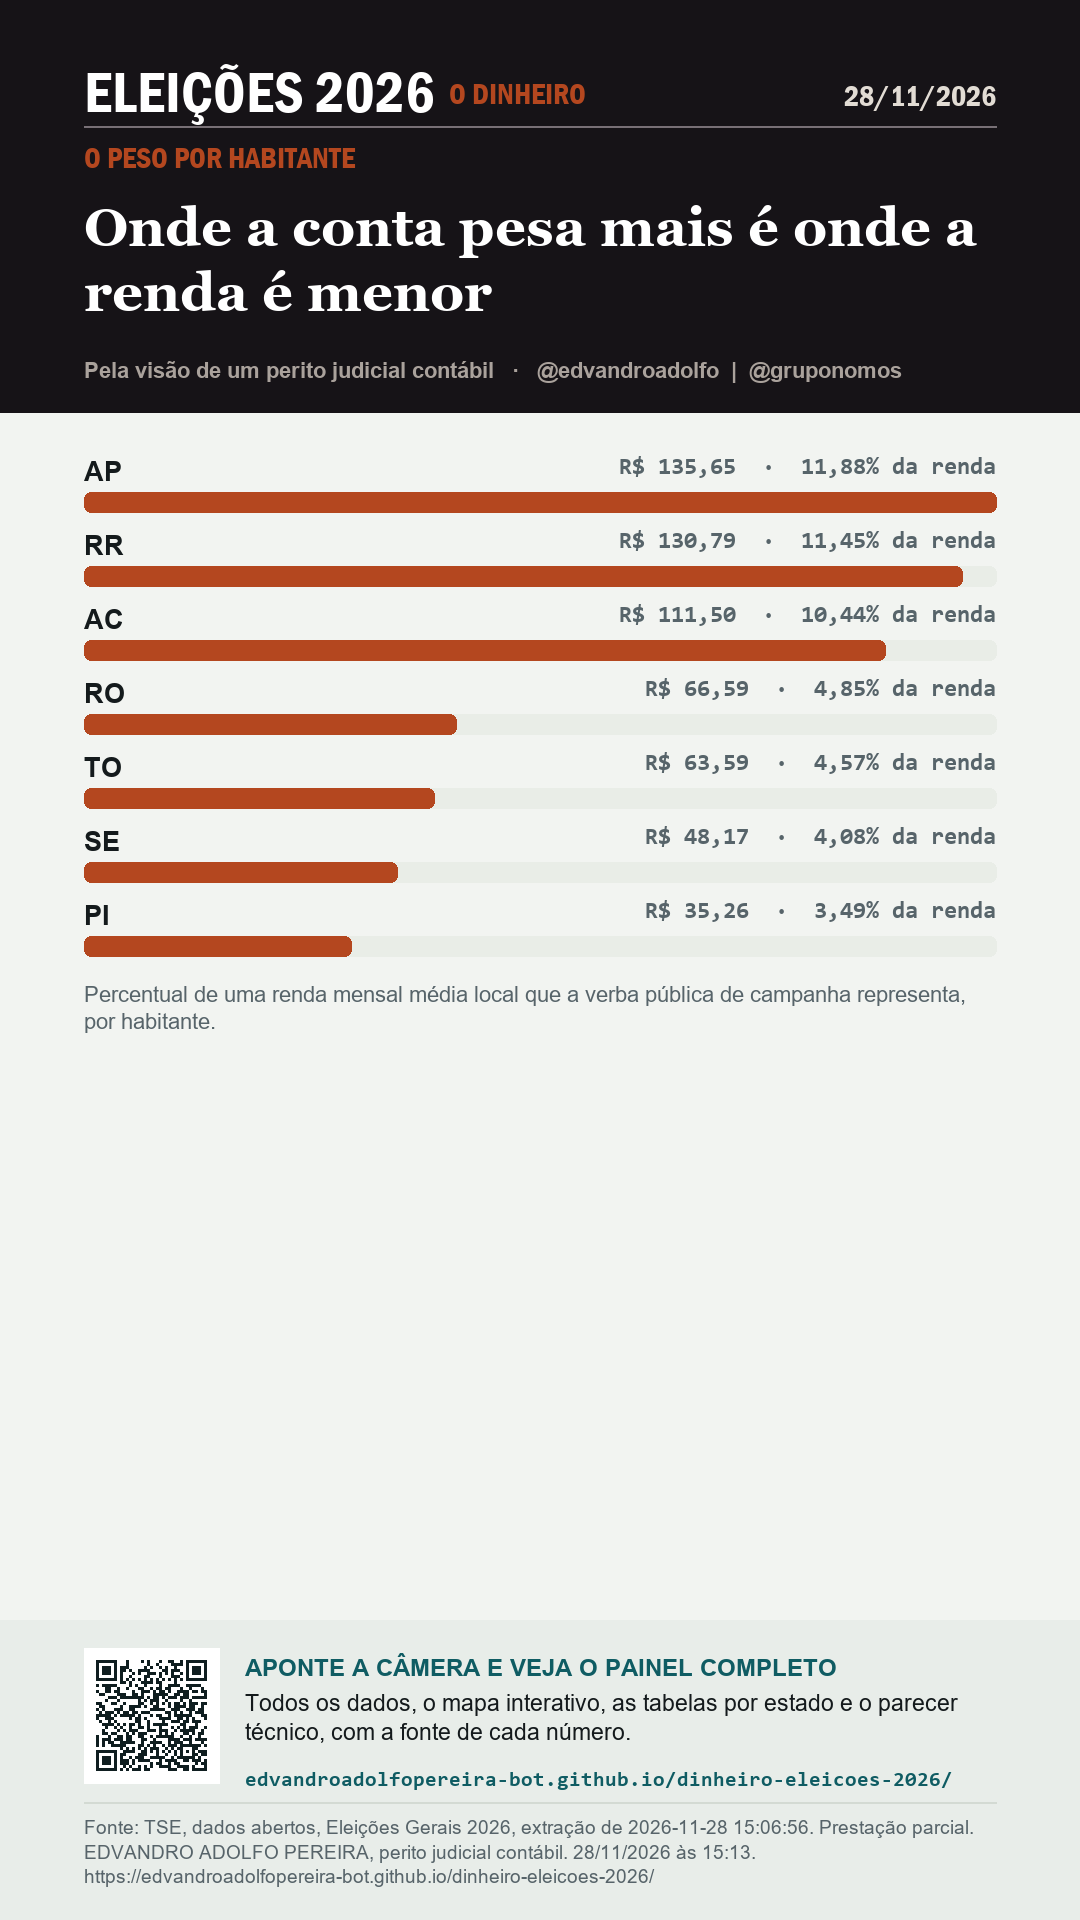 ELEIÇÕES 2026 O DINHEIRO 28/11/2026
O PESO POR HABITANTE
Onde a conta pesa mais é onde a
renda é menor
Pela visão de um perito judicial contábil · @edvandroadolfo | @gruponomos
AP R$ 135,65 · 11,88% da renda
RR R$ 130,79 · 11,45% da renda
AC R$ 111,50 · 10,44% da renda
RO R$ 66,59 · 4,85% da renda
TO R$ 63,59 · 4,57% da renda
SE R$ 48,17 · 4,08% da renda
PI R$ 35,26 · 3,49% da renda
Percentual de uma renda mensal média local que a verba pública de campanha representa,
por habitante.
APONTE A CÂMERA E VEJA O PAINEL COMPLETO
Todos os dados, o mapa interativo, as tabelas por estado e o parecer
técnico, com a fonte de cada número.
edvandroadolfopereira-bot.github.io/dinheiro-eleicoes-2026/
Fonte: TSE, dados abertos, Eleições Gerais 2026, extração de 2026-11-28 15:06:56. Prestação parcial.
EDVANDRO ADOLFO PEREIRA, perito judicial contábil. 28/11/2026 às 15:13.
https://edvandroadolfopereira-bot.github.io/dinheiro-eleicoes-2026/